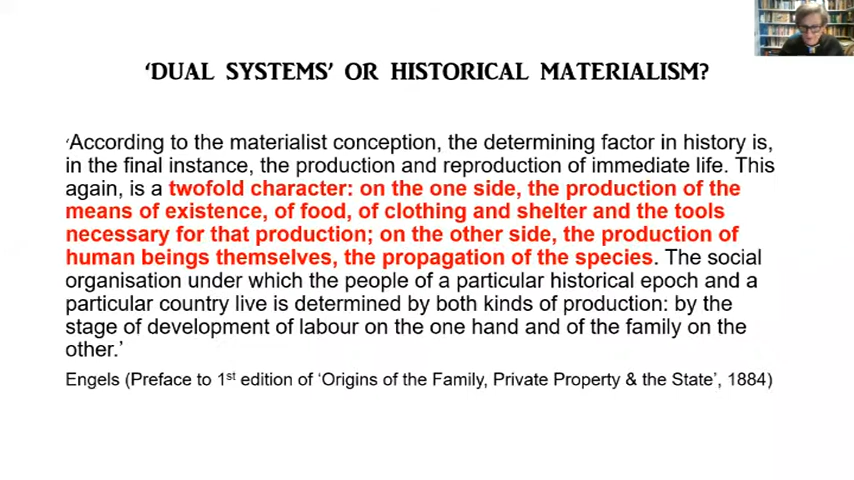 ‘DUAL SYSTEMS’ OR HISTORICAL MATERIALISM?
‘According to the materialist conception, the determining factor in history is,
in the final instance, the production and reproduction of immediate life. This
again, is a twofold character: on the one side, the production of the
means of existence, of food, of clothing and shelter and the tools
necessary for that production; on the other side, the production of
human beings themselves, the propagation of the species. The social
organisation under which the people of a particular historical epoch and a
particular country live is determined by both kinds of production: by the
stage of development of labour on the one hand and of the family on the
other.’
Engels (Preface to 1st edition of ‘Origins of the Family, Private Property & the State’, 1884)